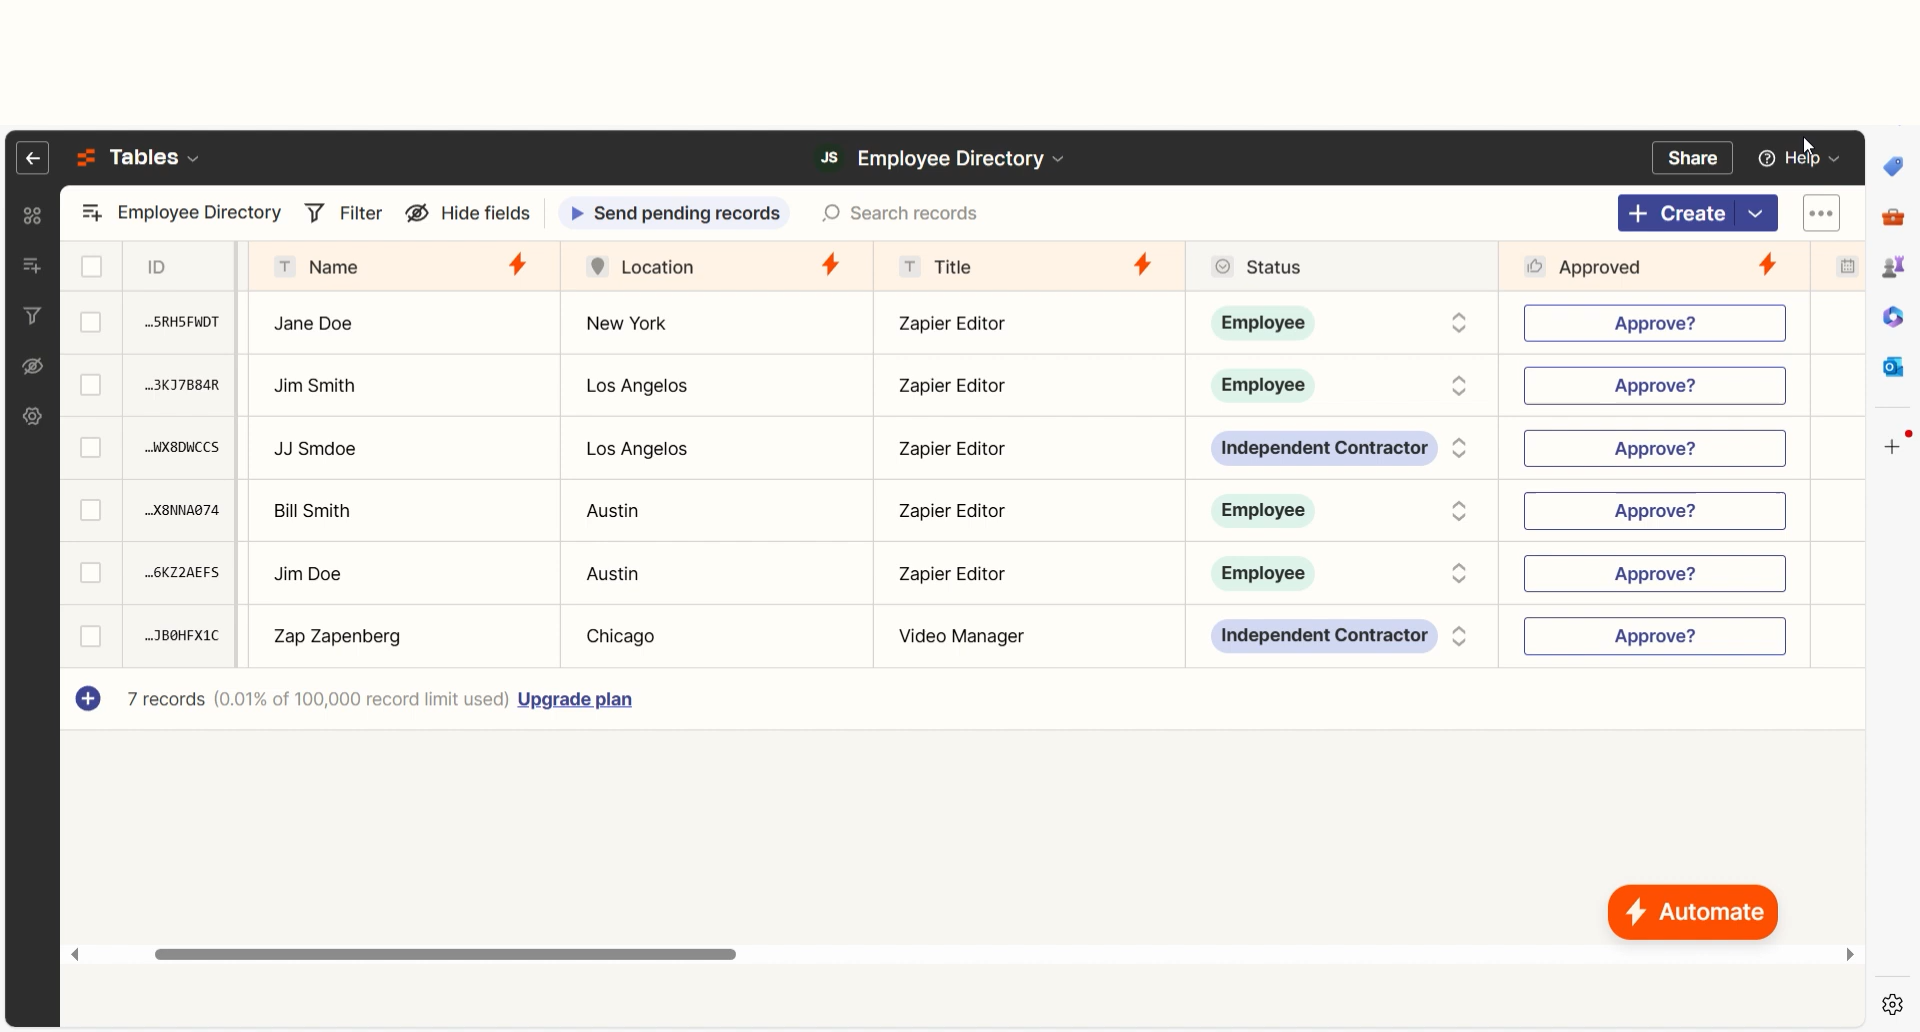 Tables JS Employee Directory Share Help
Employee Directory Filter Hide fields Send pending records Search records + Create
ID T Name Location T Title Status Approved
...5RH5FWDT Jane Doe New York Zapier Editor Employee Approve?
...3KJ7B84R Jim Smith Los Angelos Zapier Editor Employee Approve?
...WX8DWCCS JJ Smdoe Los Angelos Zapier Editor Independent Contractor Approve?
...X8NNA074 Bill Smith Austin Zapier Editor Employee Approve?
...6KZ2AEFS Jim Doe Austin Zapier Editor Employee Approve?
...JB0HFX1C Zap Zapenberg Chicago Video Manager Independent Contractor Approve?
7 records (0.01% of 100,000 record limit used) Upgrade plan
Automate